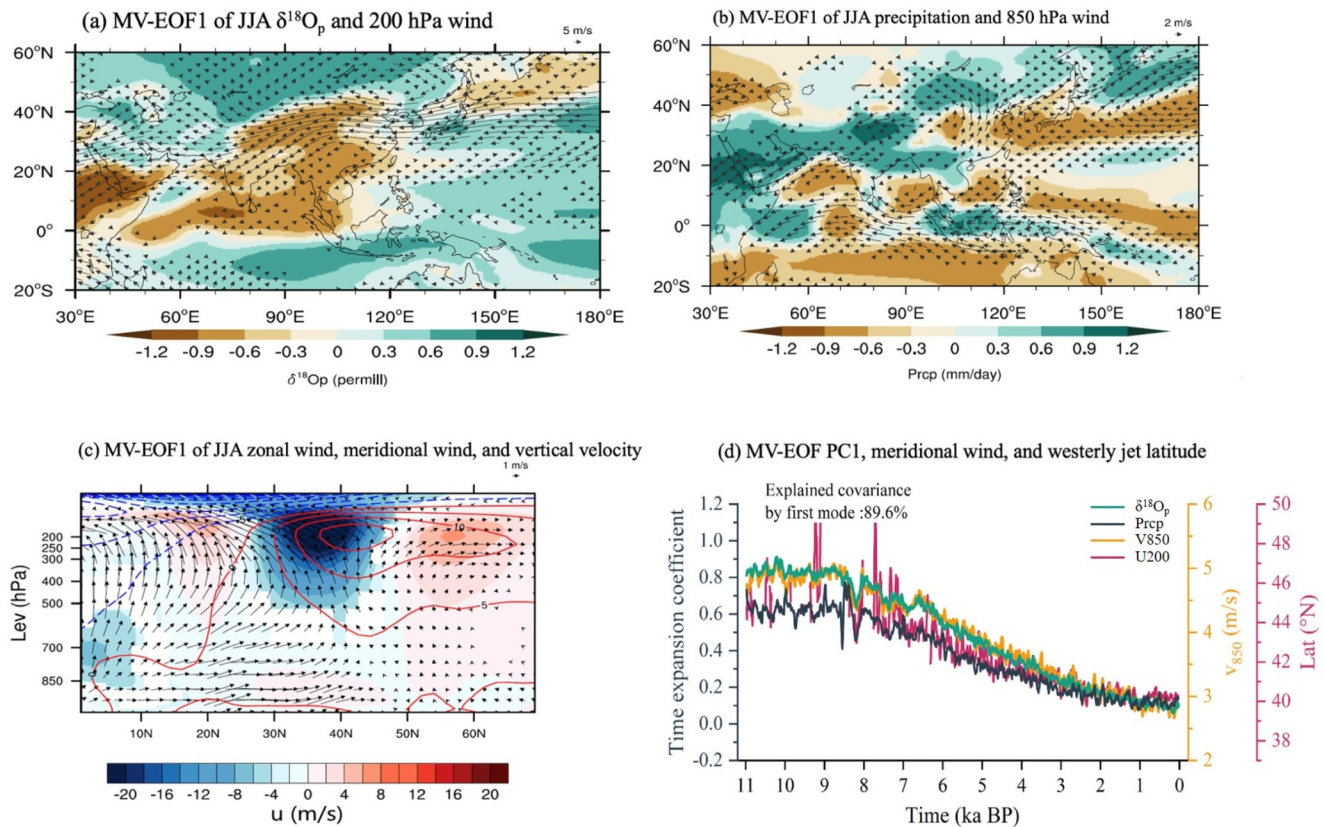 (a) MV-EOF1 of JJA δ¹⁸Oₚ and 200 hPa wind
5 m/s
60°N
40°N
20°N
0°
20°S
30°E 60°E 90°E 120°E 150°E 180°E
-1.2 -0.9 -0.6 -0.3 0 0.3 0.6 0.9 1.2
δ¹⁸Op (permill)
(b) MV-EOF1 of JJA precipitation and 850 hPa wind
2 m/s
60°N
40°N
20°N
0°
20°S
30°E 60°E 90°E 120°E 150°E 180°E
-1.2 -0.9 -0.6 -0.3 0 0.3 0.6 0.9 1.2
Prcp (mm/day)
(c) MV-EOF1 of JJA zonal wind, meridional wind, and vertical velocity
1 m/s
Lev (hPa)
200
250
300
400
500
700
850
10
5
0
0
10N 20N 30N 40N 50N 60N
-20 -16 -12 -8 -4 0 4 8 12 16 20
u (m/s)
(d) MV-EOF PC1, meridional wind, and westerly jet latitude
Explained covariance
by first mode :89.6%
δ¹⁸Oₚ
Prcp
V850
U200
Time expansion coefficient
1.2
1.0
0.8
0.6
0.4
0.2
0.0
-0.2
6
5
4
3
2
v₈₅₀ (m/s)
50
48
46
44
42
40
38
Lat (°N)
11 10 9 8 7 6 5 4 3 2 1 0
Time (ka BP)